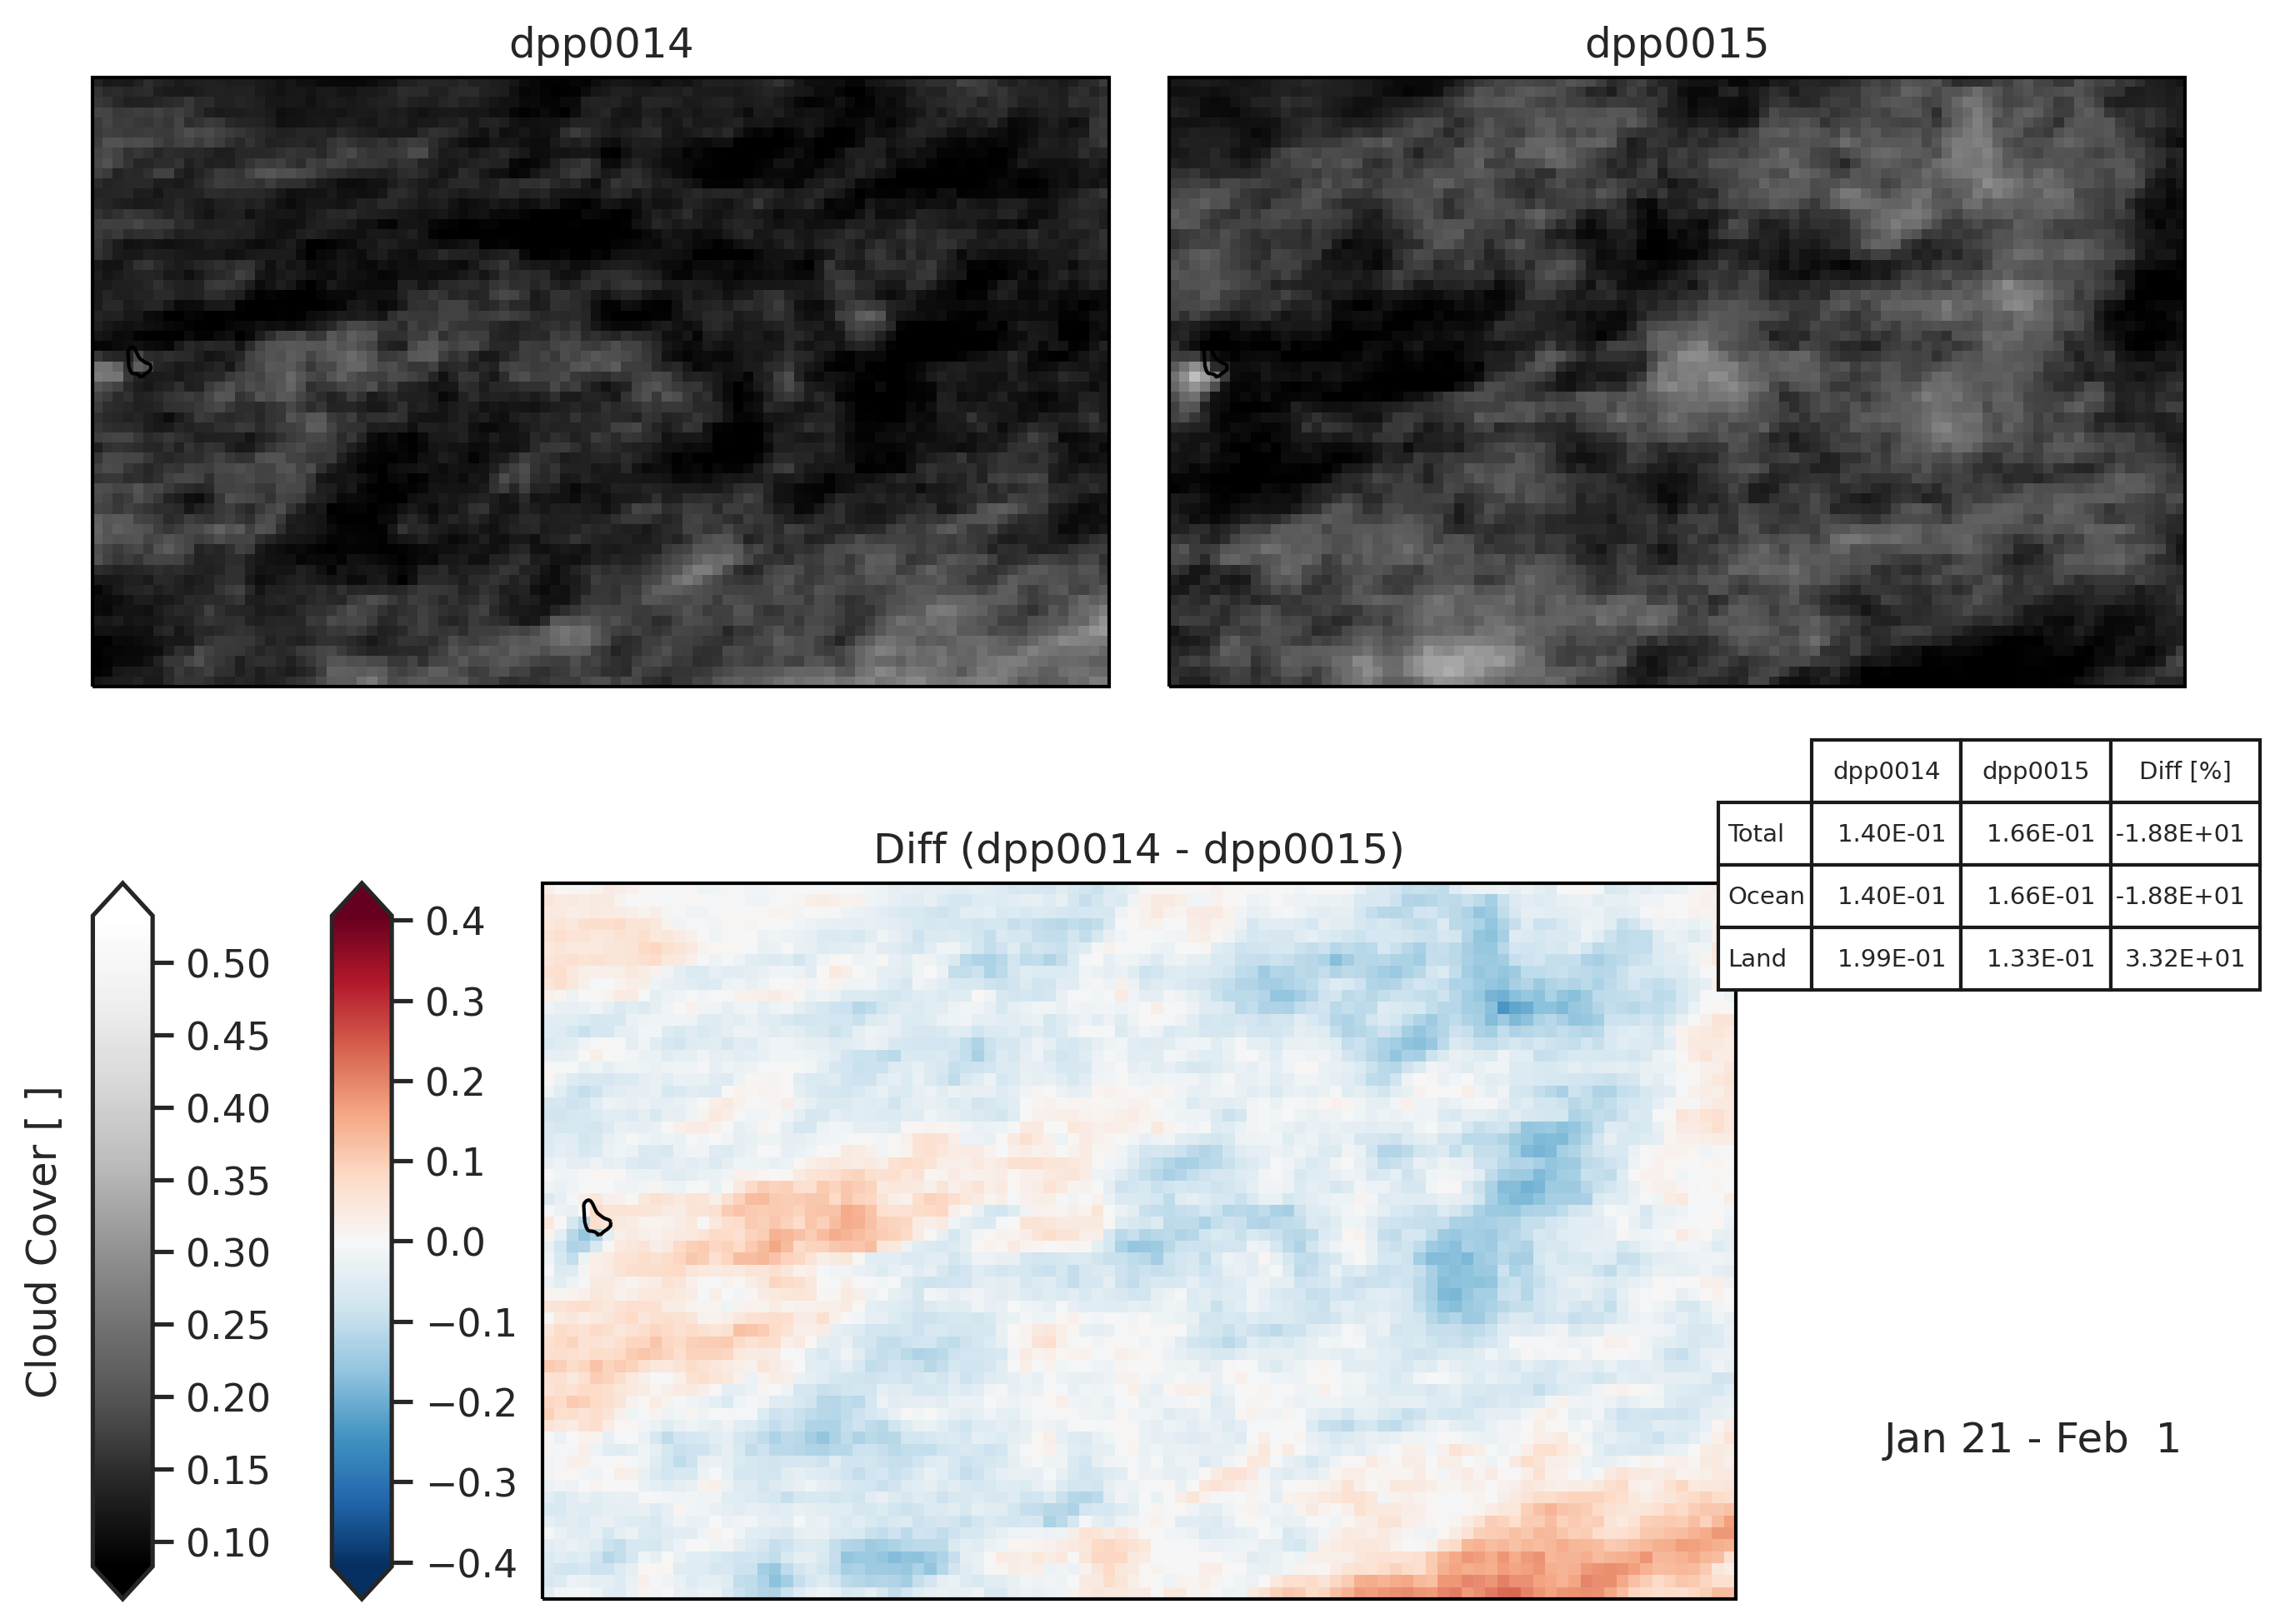 dpp0014
dpp0015
dpp0014 dpp0015 Diff [%]
Total 1.40E-01 1.66E-01 -1.88E+01
Ocean 1.40E-01 1.66E-01 -1.88E+01
Land 1.99E-01 1.33E-01 3.32E+01
Diff (dpp0014 - dpp0015)
Cloud Cover [ ]
0.50
0.45
0.40
0.35
0.30
0.25
0.20
0.15
0.10
0.4
0.3
0.2
0.1
0.0
−0.1
−0.2
−0.3
−0.4
Jan 21 - Feb  1